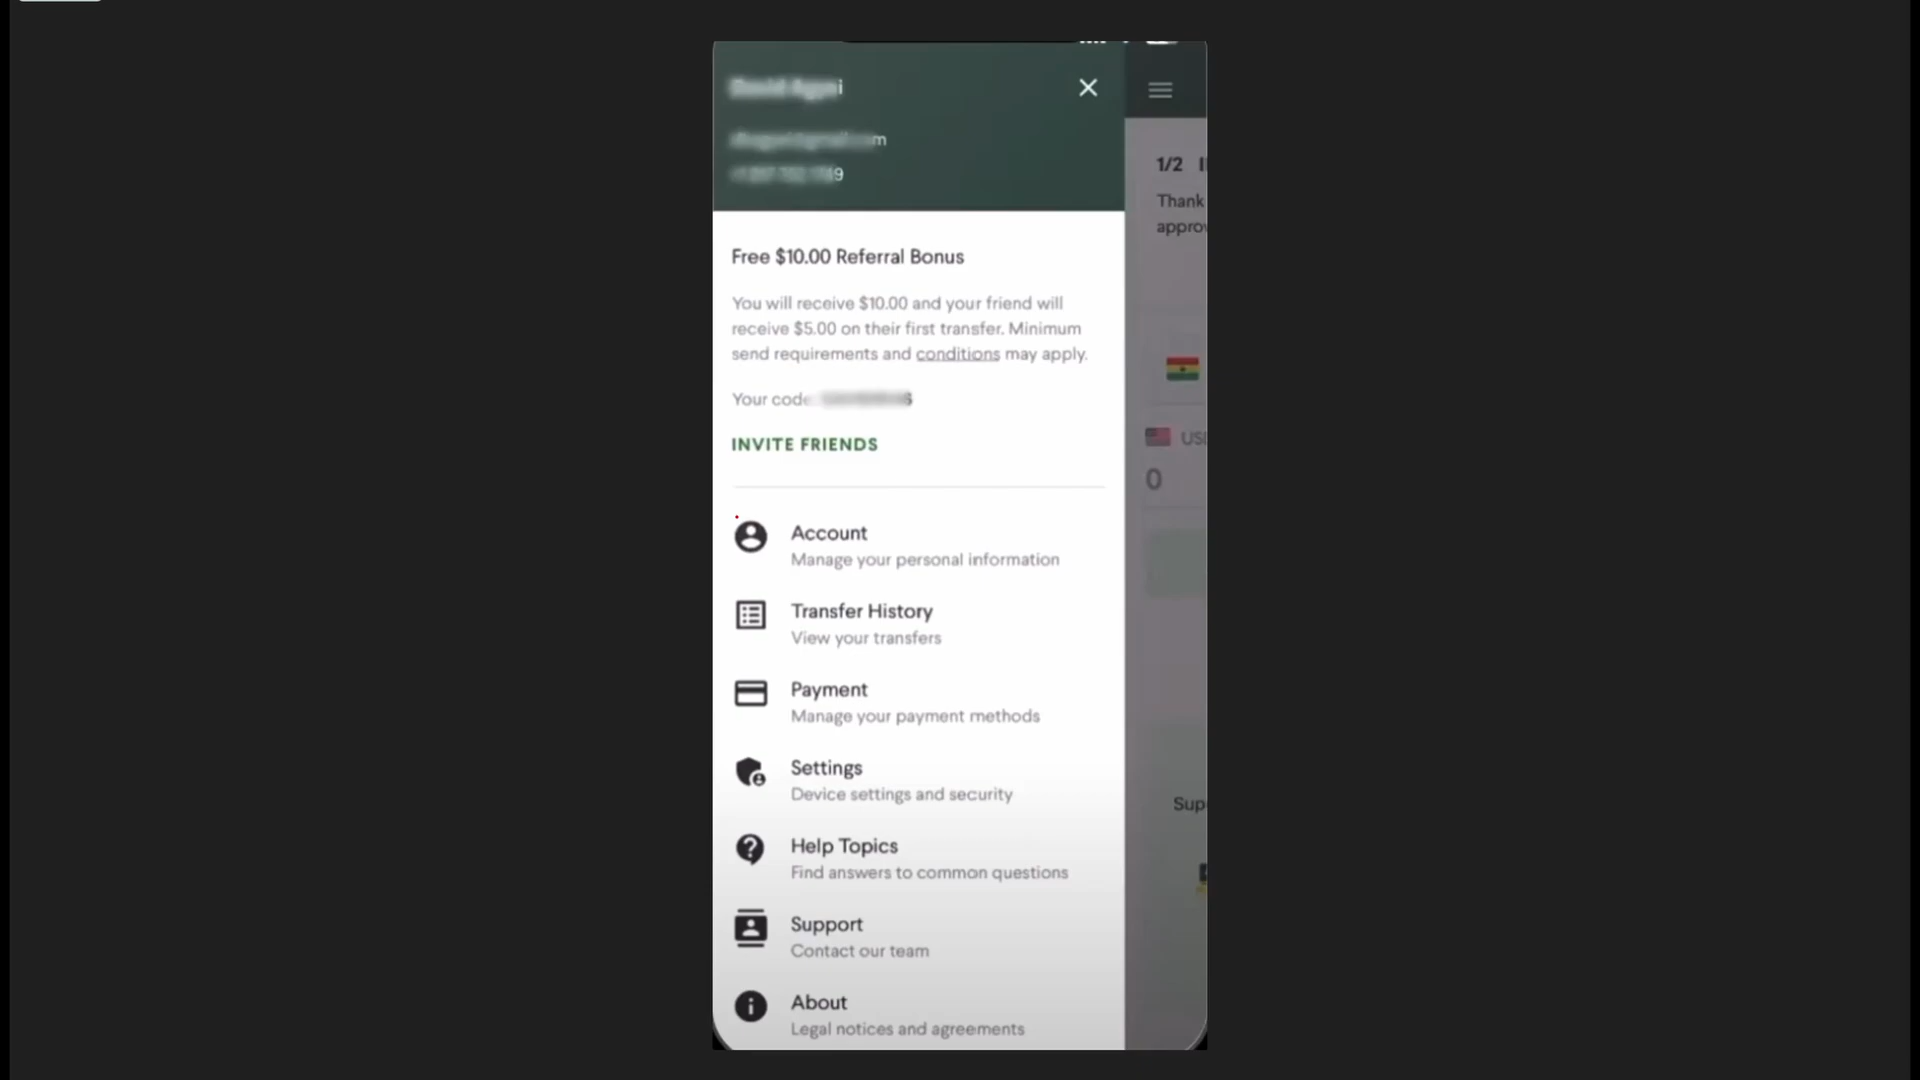 Free $10.00 Referral Bonus
You will receive $10.00 and your friend will
receive $5.00 on their first transfer. Minimum
send requirements and conditions may apply.
Your code
INVITE FRIENDS
Account
Manage your personal information
Transfer History
View your transfers
Payment
Manage your payment methods
Settings
Device settings and security
Help Topics
Find answers to common questions
Support
Contact our team
About
Legal notices and agreements
1/2
Thank
0